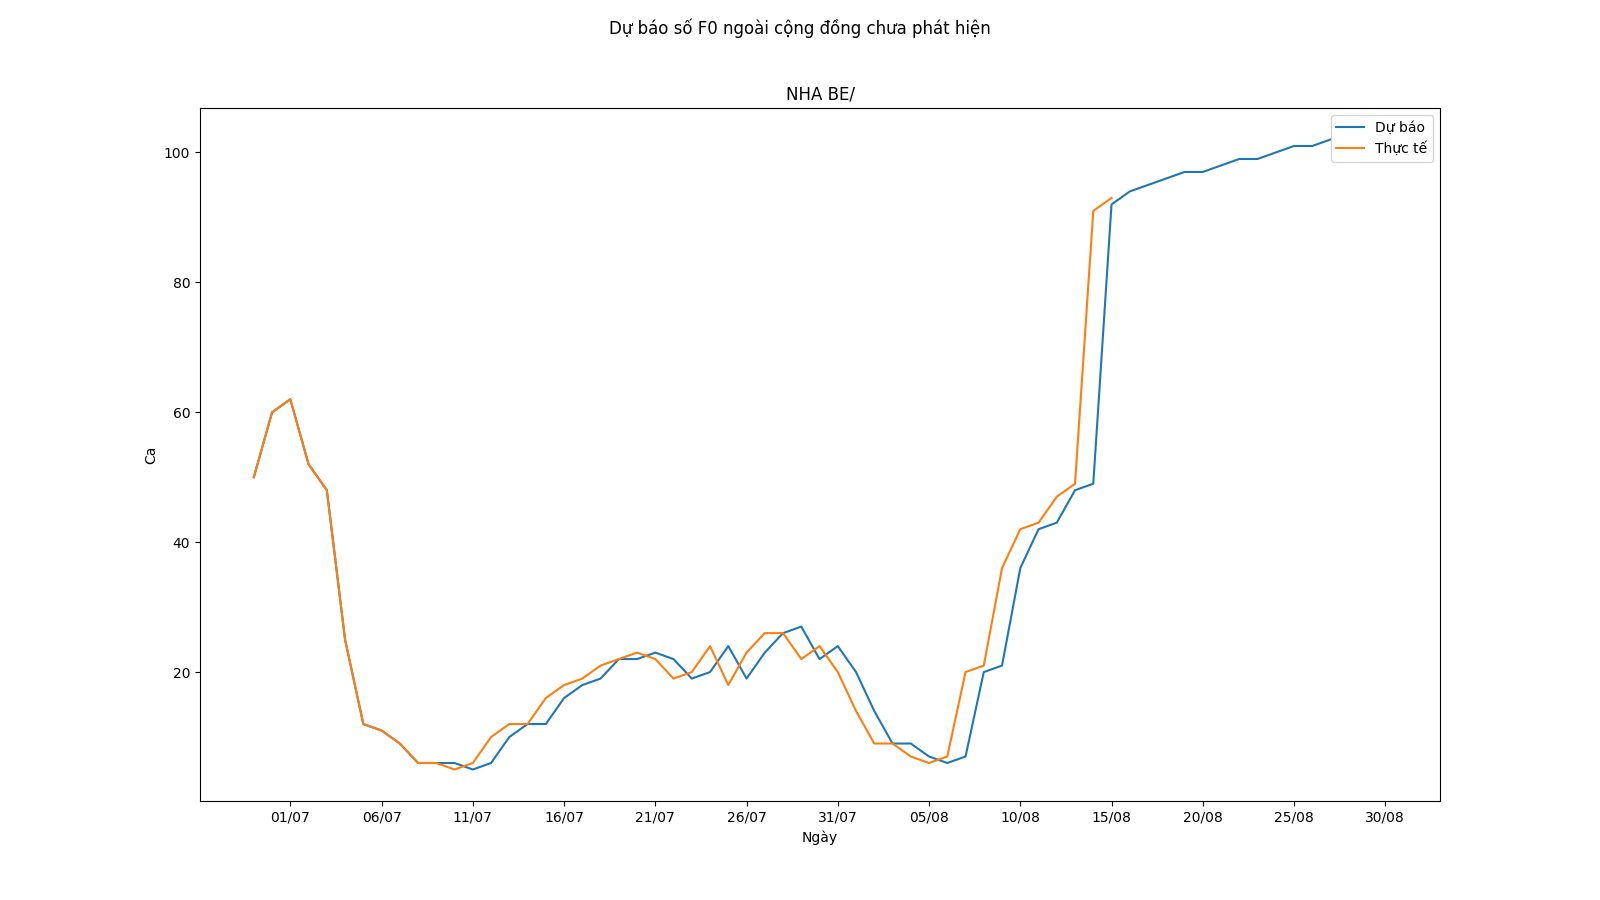 Dự báo số F0 ngoài cộng đồng chưa phát hiện
NHA BE/
Dự báo
Thực tế
100
80
60
40
20
Ca
01/07 06/07 11/07 16/07 21/07 26/07 31/07 05/08 10/08 15/08 20/08 25/08 30/08
Ngày